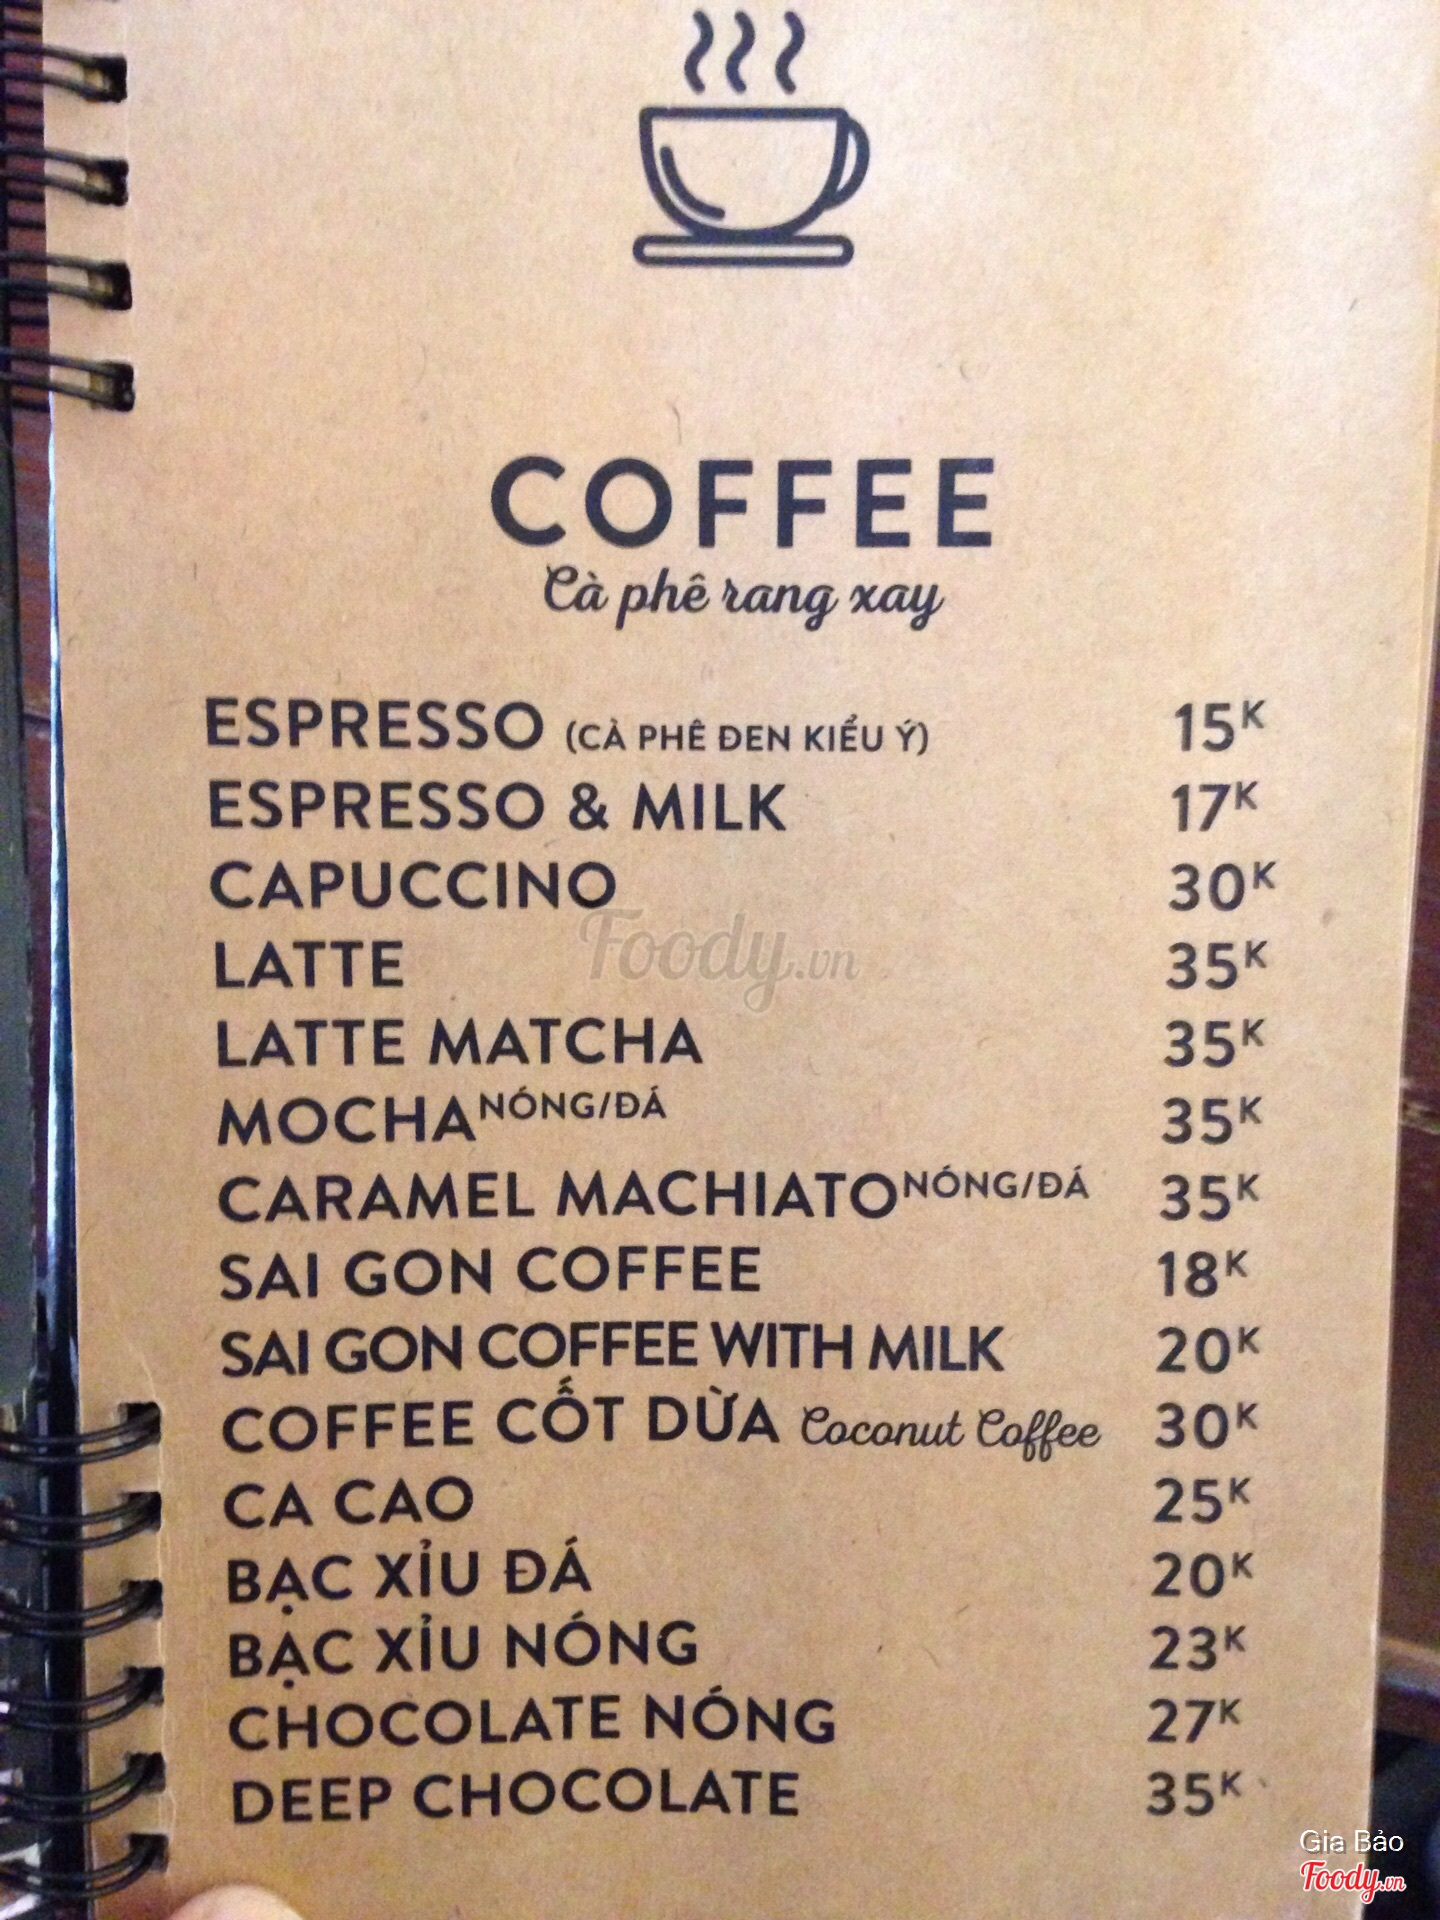 COFFEE
Cà phê rang xay
ESPRESSO (CÀ PHÊ ĐEN KIỂU Ý) 15K
ESPRESSO & MILK 17K
CAPUCCINO 30K
Foody.vn
LATTE 35K
LATTE MATCHA 35K
MOCHA NÓNG/ĐÁ 35K
CARAMEL MACHIATO NÓNG/ĐÁ 35K
SAI GON COFFEE 18K
SAI GON COFFEE WITH MILK 20K
COFFEE CỐT DỪA Coconut Coffee 30K
CA CAO 25K
BẠC XỈU ĐÁ 20K
BẠC XỈU NÓNG 23K
CHOCOLATE NÓNG 27K
DEEP CHOCOLATE 35K
Gia Bảo
Foody.vn